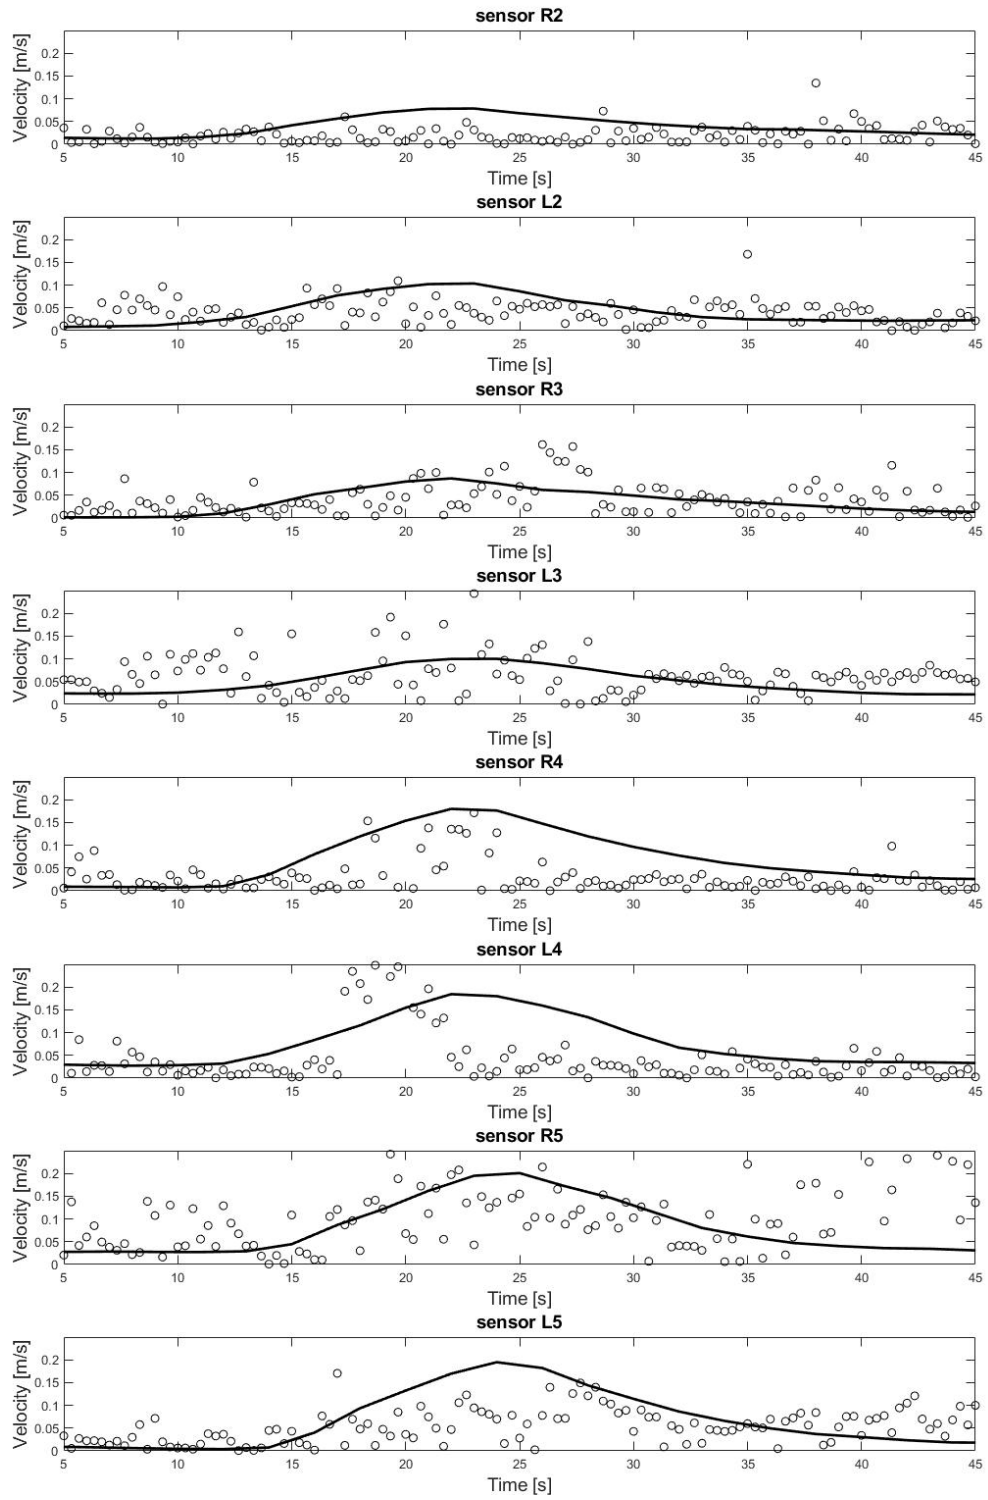 sensor R2
Velocity [m/s]
0.2
0.15
0.1
0.05
0
5 10 15 20 25 30 35 40 45
Time [s]
sensor L2
Velocity [m/s]
0.2
0.15
0.1
0.05
0
5 10 15 20 25 30 35 40 45
Time [s]
sensor R3
Velocity [m/s]
0.2
0.15
0.1
0.05
0
5 10 15 20 25 30 35 40 45
Time [s]
sensor L3
Velocity [m/s]
0.2
0.15
0.1
0.05
0
5 10 15 20 25 30 35 40 45
Time [s]
sensor R4
Velocity [m/s]
0.2
0.15
0.1
0.05
0
5 10 15 20 25 30 35 40 45
Time [s]
sensor L4
Velocity [m/s]
0.2
0.15
0.1
0.05
0
5 10 15 20 25 30 35 40 45
Time [s]
sensor R5
Velocity [m/s]
0.2
0.15
0.1
0.05
0
5 10 15 20 25 30 35 40 45
Time [s]
sensor L5
Velocity [m/s]
0.2
0.15
0.1
0.05
0
5 10 15 20 25 30 35 40 45
Time [s]